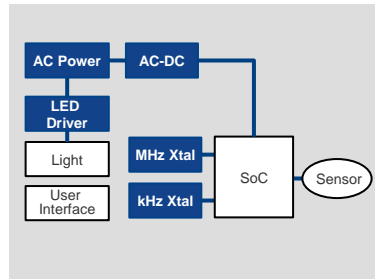 AC Power
AC-DC
LED
Driver
Light
MHz Xtal
SoC
Sensor
User
Interface
kHz Xtal